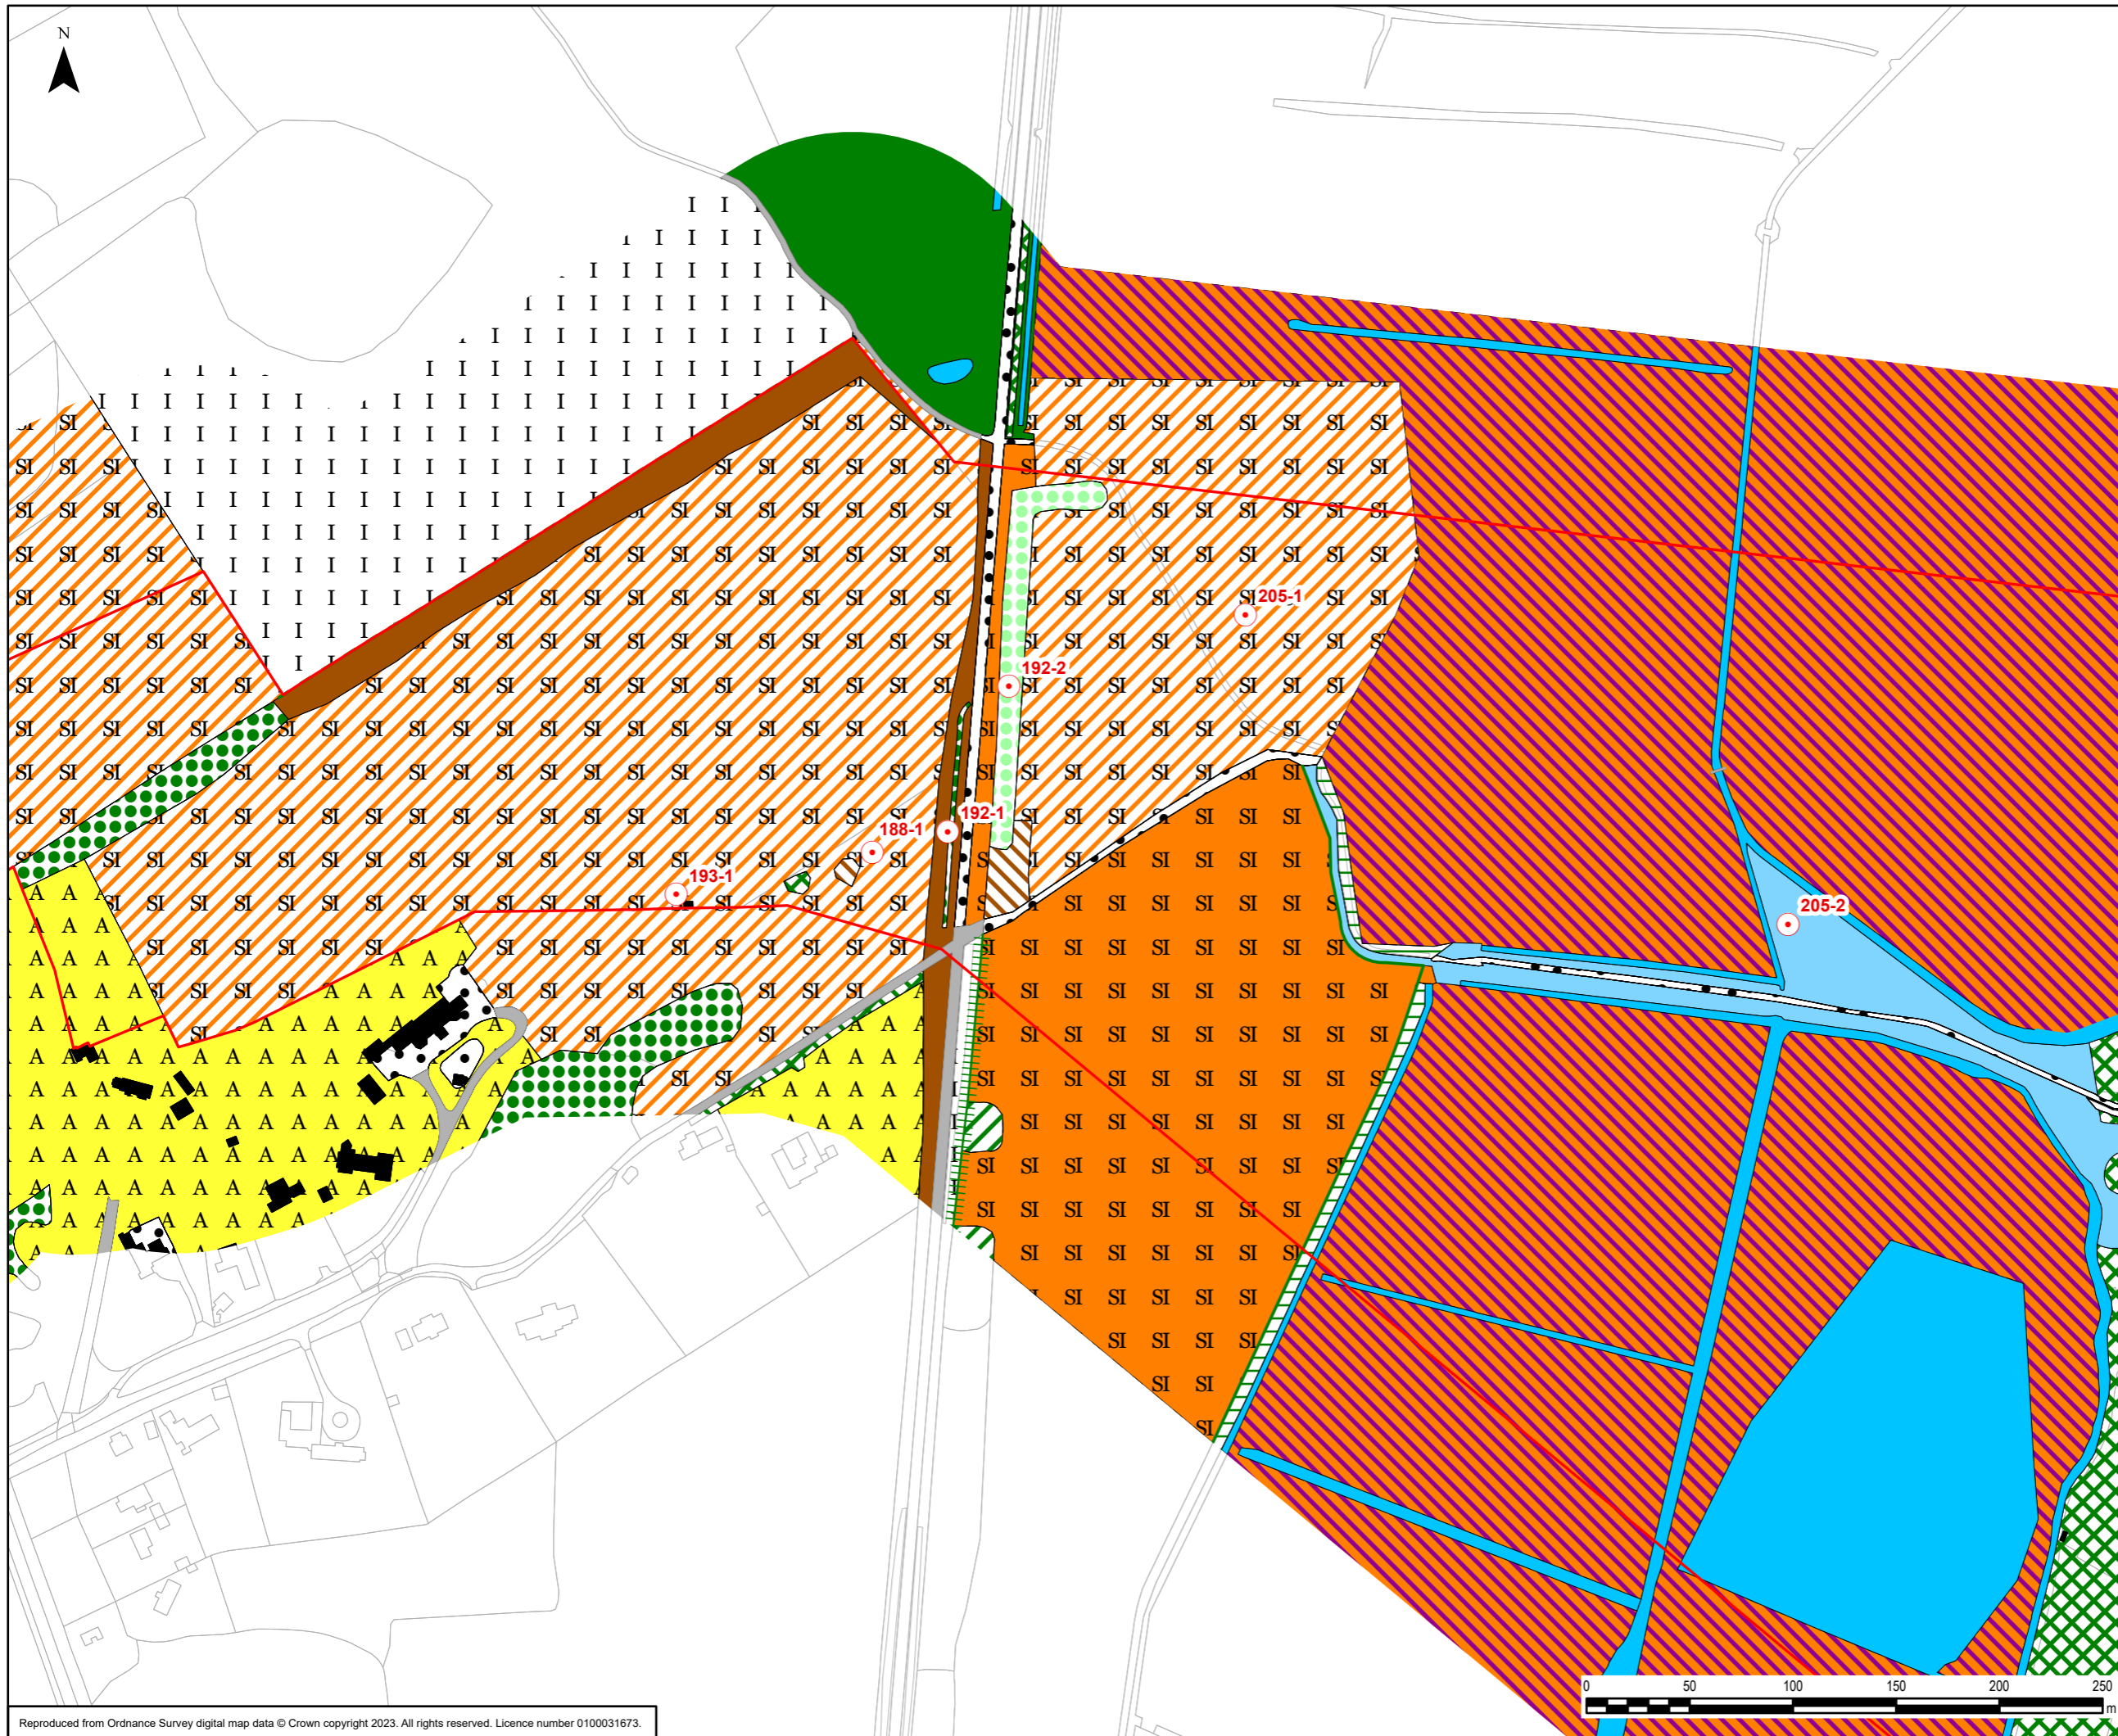 N
205-1
192-2
192-1
188-1
193-1
205-2
0 50 100 150 200 250
m
Reproduced from Ordnance Survey digital map data © Crown copyright 2023. All rights reserved. Licence number 0100031673.